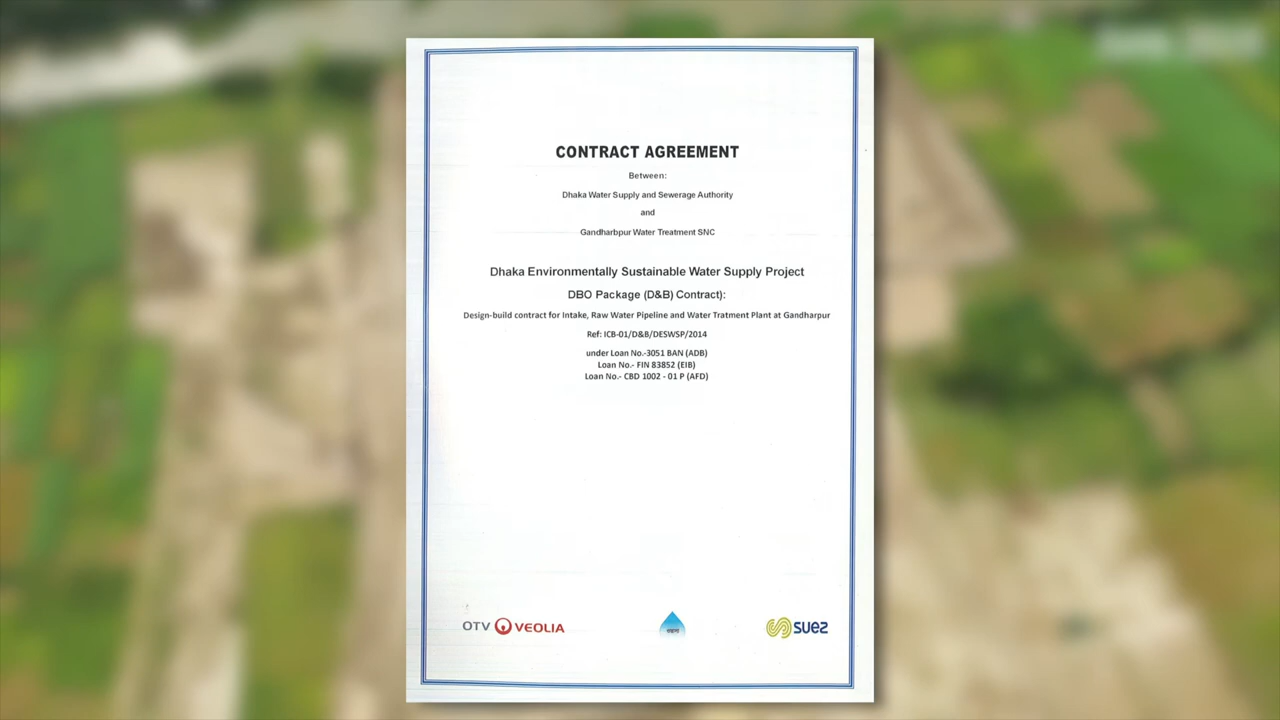 CONTRACT AGREEMENT
Between:
Dhaka Water Supply and Sewerage Authority
and
Gandharbpur Water Treatment SNC
Dhaka Environmentally Sustainable Water Supply Project
DBO Package (D&B) Contract):
Design-build contract for Intake, Raw Water Pipeline and Water Tratment Plant at Gandharpur
Ref: ICB-01/D&B/DESWSP/2014
under Loan No.-3051 BAN (ADB)
Loan No.- FIN 83852 (EIB)
Loan No.- CBD 1002 - 01 P (AFD)
OTV VEOLIA
ওয়াসা
suez